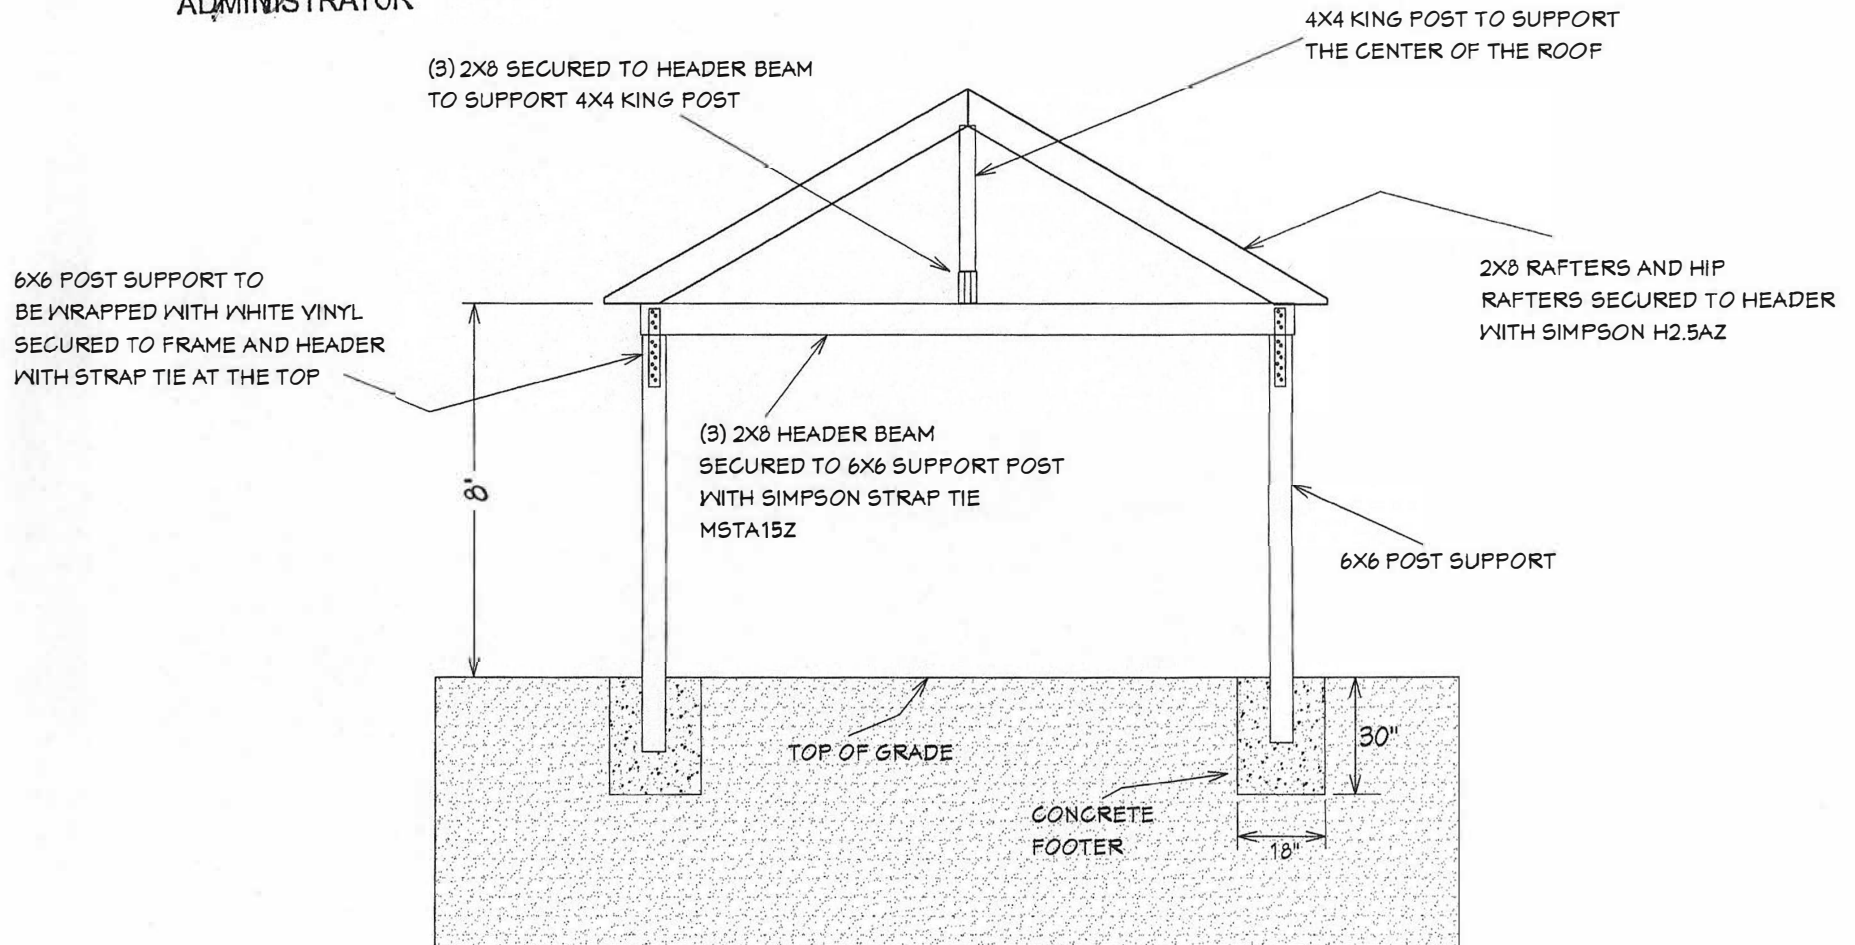 ADMINISTRATOR
4X4 KING POST TO SUPPORT
THE CENTER OF THE ROOF
(3) 2X8 SECURED TO HEADER BEAM
TO SUPPORT 4X4 KING POST
6X6 POST SUPPORT TO
BE WRAPPED WITH WHITE VINYL
SECURED TO FRAME AND HEADER
WITH STRAP TIE AT THE TOP
2X8 RAFTERS AND HIP
RAFTERS SECURED TO HEADER
WITH SIMPSON H2.5AZ
(3) 2X8 HEADER BEAM
SECURED TO 6X6 SUPPORT POST
WITH SIMPSON STRAP TIE
MSTA15Z
8'
6X6 POST SUPPORT
TOP OF GRADE
30"
CONCRETE
FOOTER
18"